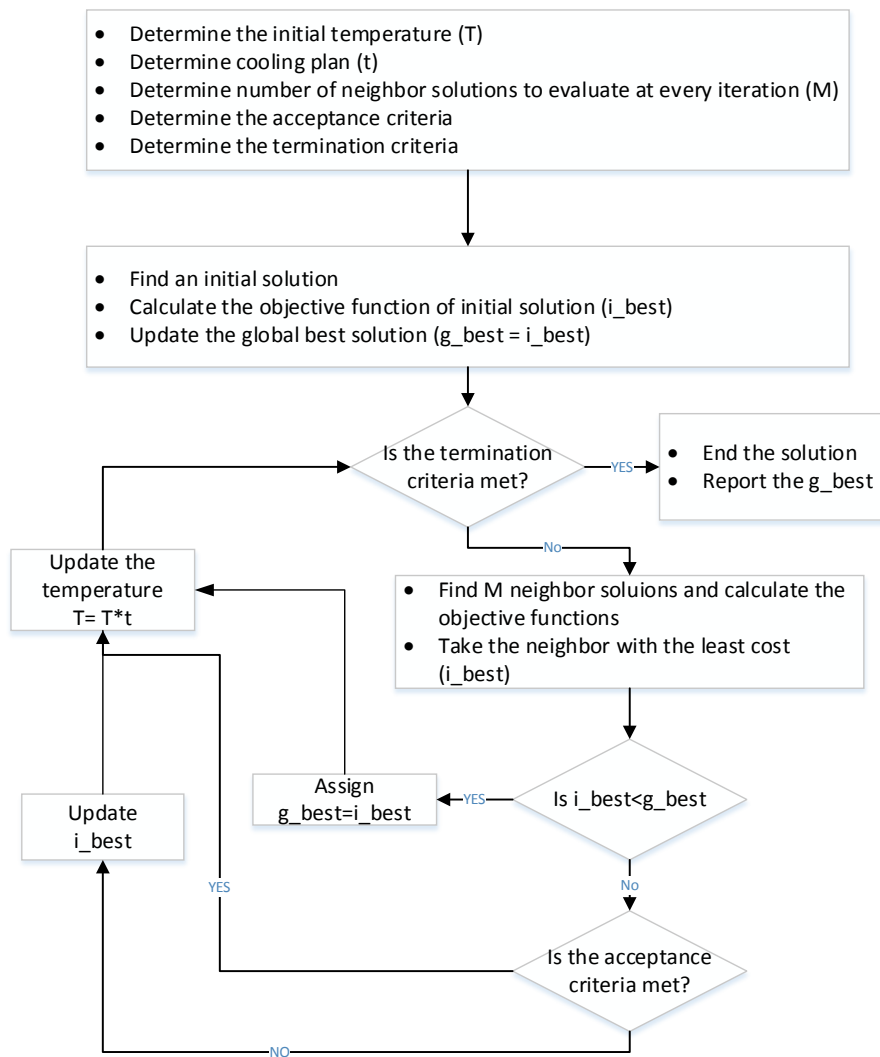 • Determine the initial temperature (T)
• Determine cooling plan (t)
• Determine number of neighbor solutions to evaluate at every iteration (M)
• Determine the acceptance criteria
• Determine the termination criteria
• Find an initial solution
• Calculate the objective function of initial solution (i_best)
• Update the global best solution (g_best = i_best)
Is the termination
criteria met?
YES
• End the solution
• Report the g_best
No
Update the
temperature
T= T*t
• Find M neighbor soluions and calculate the
objective functions
• Take the neighbor with the least cost
(i_best)
Is i_best<g_best
YES
Assign
g_best=i_best
Update
i_best
No
YES
Is the acceptance
criteria met?
NO